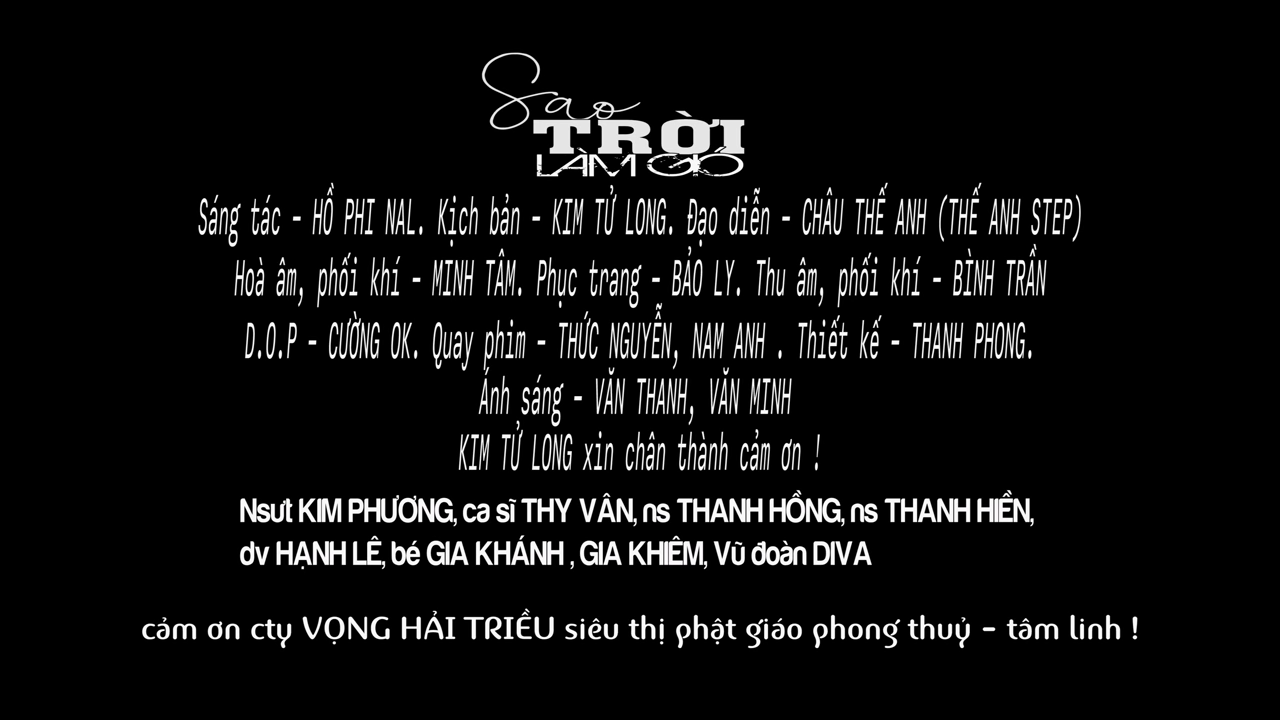 Sao
TRỜI
LÀM GIÓ
Sáng tác - HỒ PHI NAL. Kịch bản - KIM TỬ LONG. Đạo diễn - CHÂU THẾ ANH (THẾ ANH STEP)
Hoà âm, phối khí - MINH TÂM. Phục trang - BẢO LY. Thu âm, phối khí - BÌNH TRẦN
D.O.P - CƯỜNG OK. Quay phim - THỨC NGUYỄN, NAM ANH . Thiết kế - THANH PHONG.
Ánh sáng - VĂN THANH, VĂN MINH
KIM TỬ LONG xin chân thành cảm ơn !
Nsưt KIM PHƯƠNG, ca sĩ THY VÂN, ns THANH HỒNG, ns THANH HIỀN,
dv HẠNH LÊ, bé GIA KHÁNH , GIA KHIÊM, Vũ đoàn DIVA
cảm ơn cty VỌNG HẢI TRIỀU siêu thị phật giáo phong thuỷ - tâm linh !